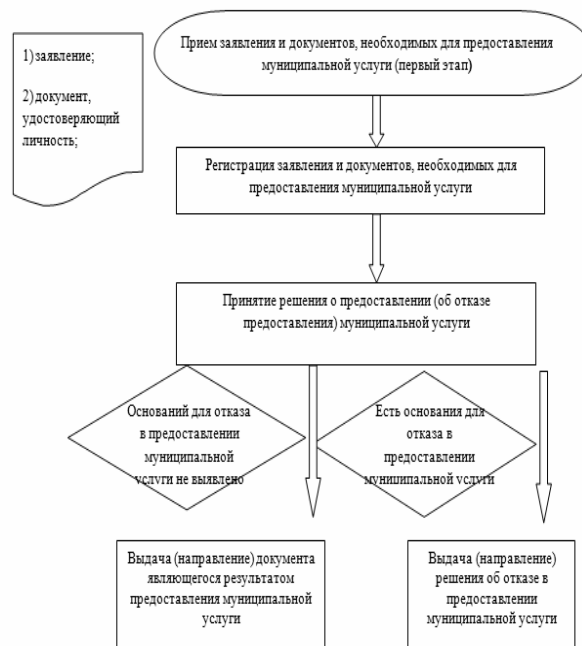 1) заявление;
2) документ,
удостоверяющий
личность;
Прием заявления и документов, необходимых для предоставления
муниципальной услуги (первый этап)
Регистрация заявления и документов, необходимых для
предоставления муниципальной услуги
Принятие решения о предоставлении (об отказе
предоставления) муниципальной услуги
Оснований для отказа
в предоставлении
муниципальной
услуги не выявлено
Есть основания для
отказа в
предоставлении
муниципальной услуги
Выдача (направление) документа
являющегося результатом
предоставления муниципальной
услуги
Выдача (направление)
решения об отказе в
предоставлении
муниципальной услуги